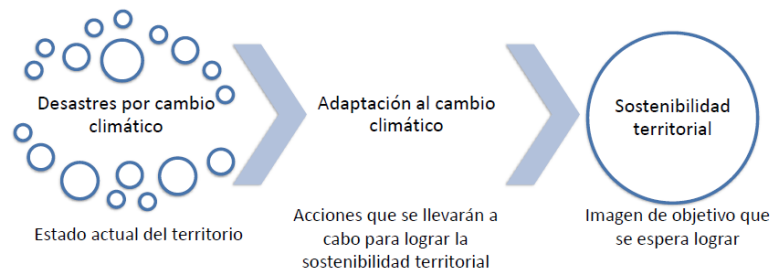 Desastres por cambio
climático
Adaptación al cambio
climático
Sostenibilidad
territorial
Estado actual del territorio
Acciones que se llevarán a
cabo para lograr la
sostenibilidad territorial
Imagen de objetivo que
se espera lograr